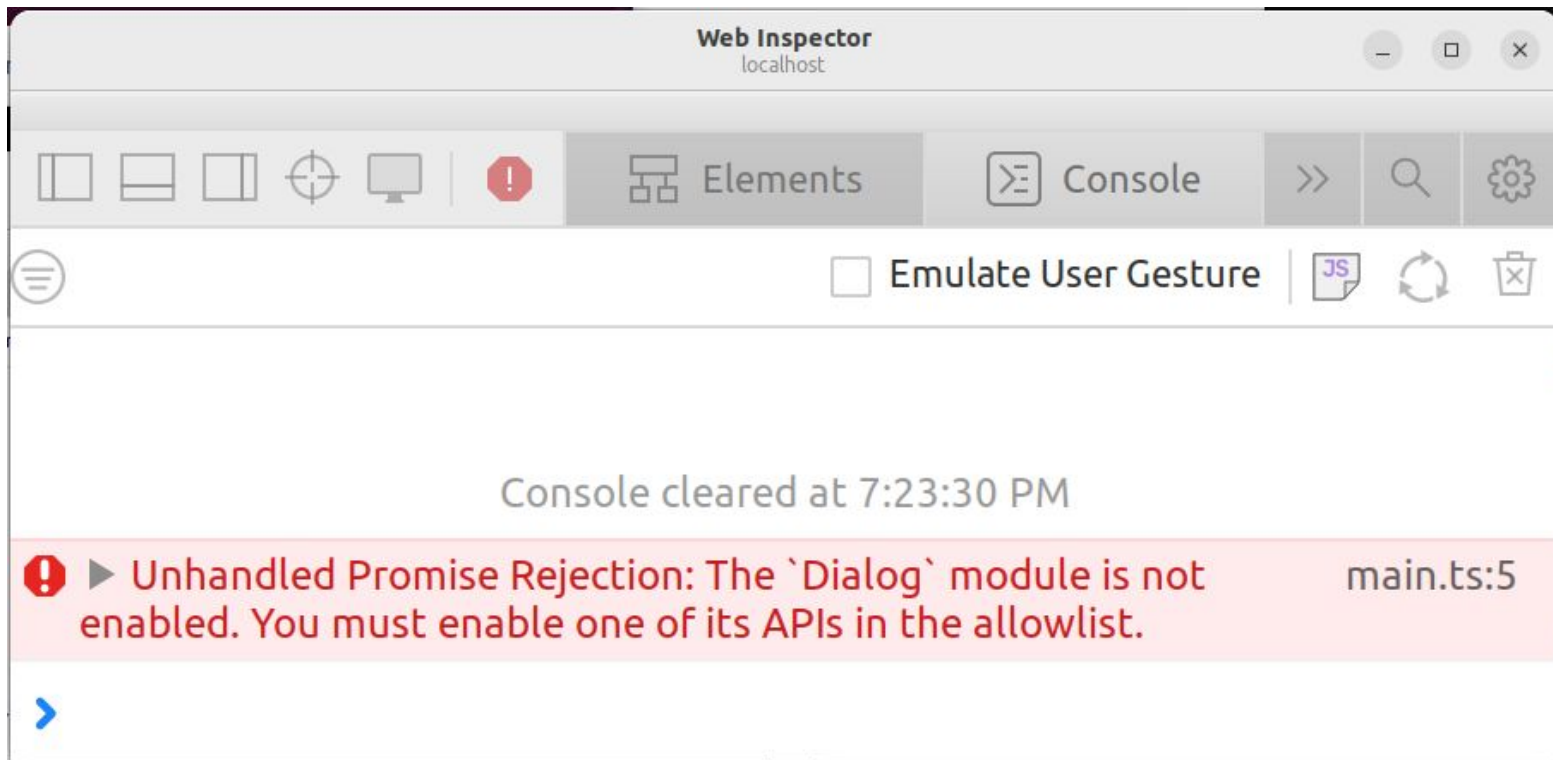 Web Inspector
localhost
Elements
Console
Emulate User Gesture
JS
Console cleared at 7:23:30 PM
Unhandled Promise Rejection: The `Dialog` module is not main.ts:5
enabled. You must enable one of its APIs in the allowlist.